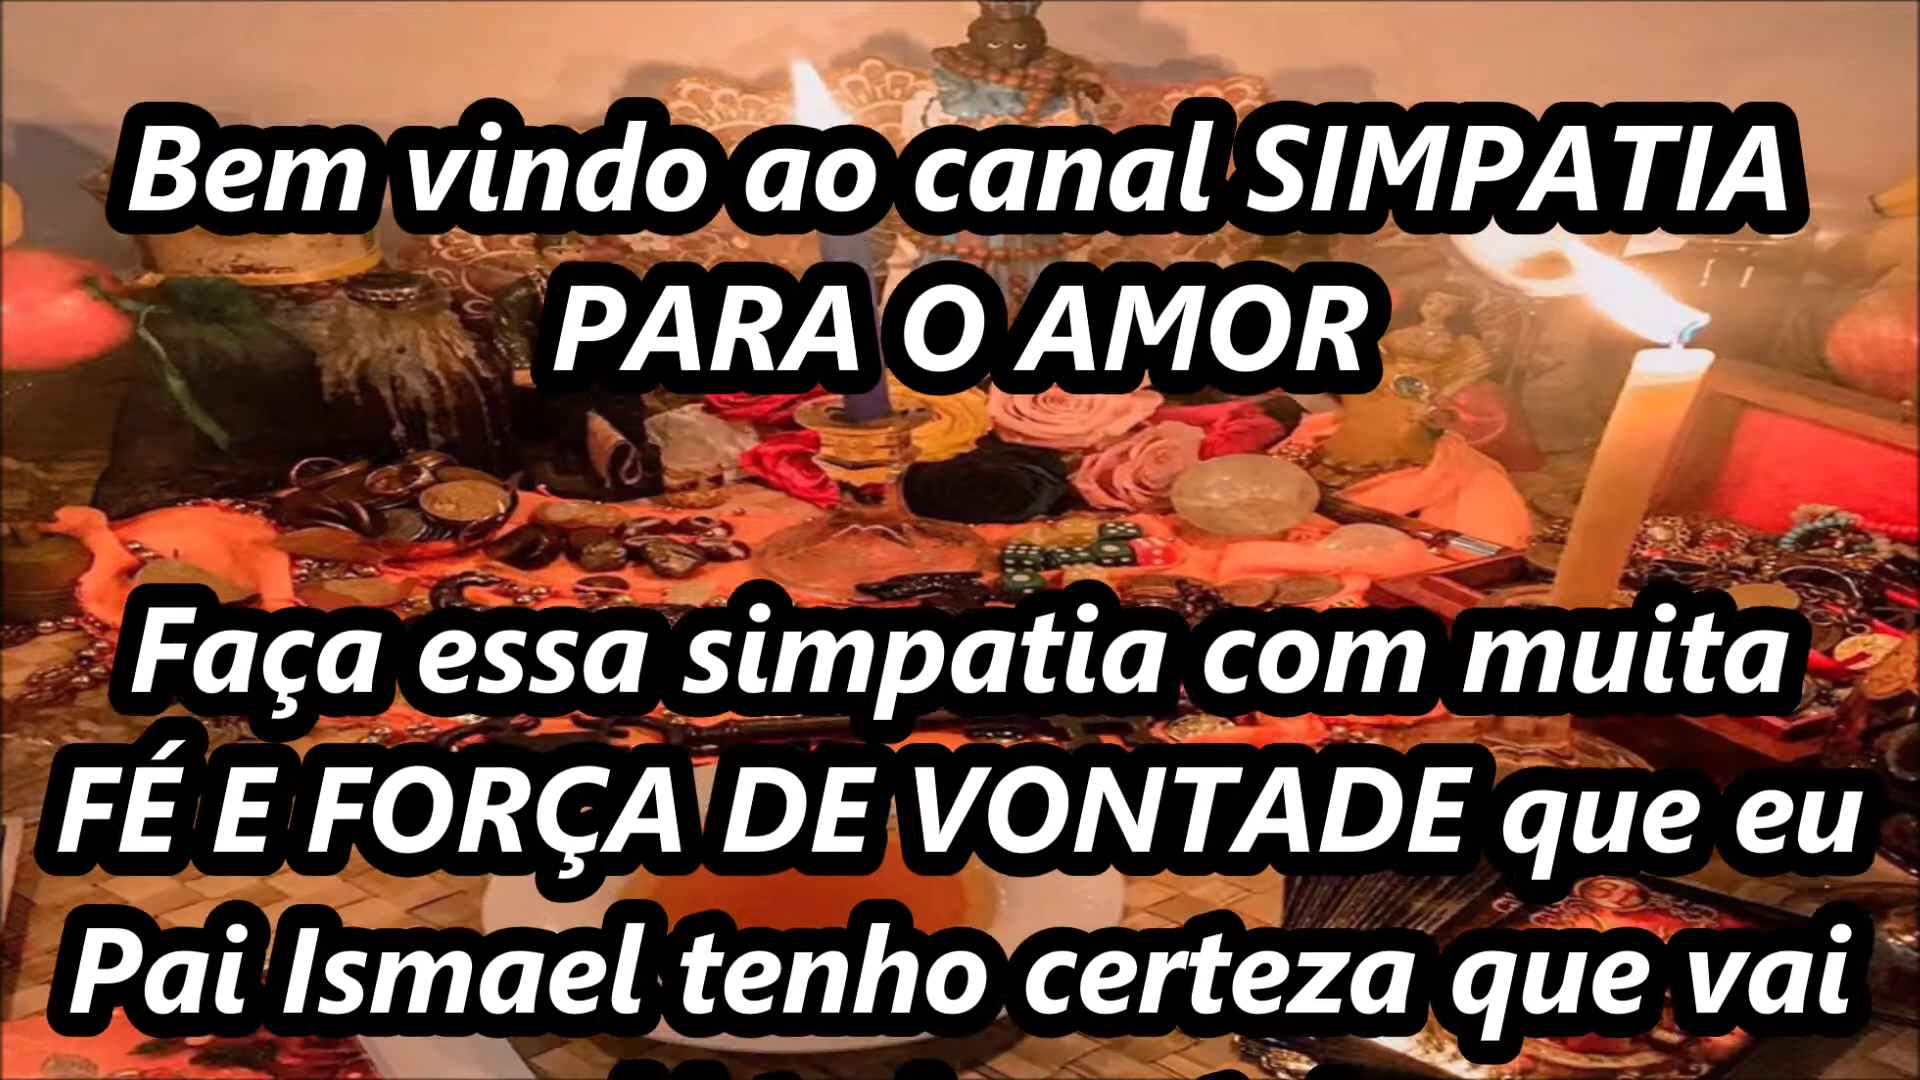 Bem vindo ao canal SIMPATIA
PARA O AMOR
Faça essa simpatia com muita
FÉ E FORÇA DE VONTADE que eu
Pai Ismael tenho certeza que vai